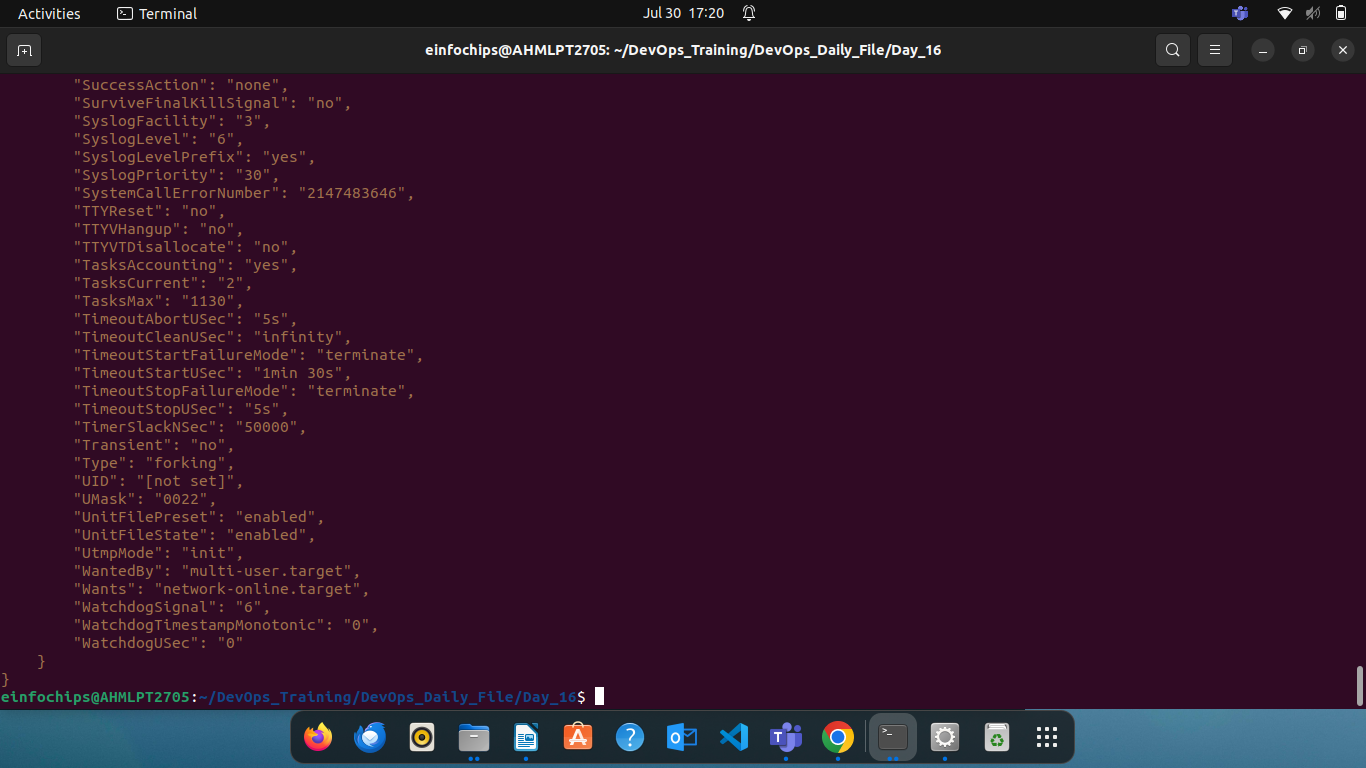 Activities
Terminal
Jul 30 17:20
einfochips@AHMLPT2705: ~/DevOps_Training/DevOps_Daily_File/Day_16
"SuccessAction": "none",
"SurviveFinalKillSignal": "no",
"SyslogFacility": "3",
"SyslogLevel": "6",
"SyslogLevelPrefix": "yes",
"SyslogPriority": "30",
"SystemCallErrorNumber": "2147483646",
"TTYReset": "no",
"TTYVHangup": "no",
"TTYVTDisallocate": "no",
"TasksAccounting": "yes",
"TasksCurrent": "2",
"TasksMax": "1130",
"TimeoutAbortUSec": "5s",
"TimeoutCleanUSec": "infinity",
"TimeoutStartFailureMode": "terminate",
"TimeoutStartUSec": "1min 30s",
"TimeoutStopFailureMode": "terminate",
"TimeoutStopUSec": "5s",
"TimerSlackNSec": "50000",
"Transient": "no",
"Type": "forking",
"UID": "[not set]",
"UMask": "0022",
"UnitFilePreset": "enabled",
"UnitFileState": "enabled",
"UtmpMode": "init",
"WantedBy": "multi-user.target",
"Wants": "network-online.target",
"WatchdogSignal": "6",
"WatchdogTimestampMonotonic": "0",
"WatchdogUSec": "0"
}
}
einfochips@AHMLPT2705:~/DevOps_Training/DevOps_Daily_File/Day_16$